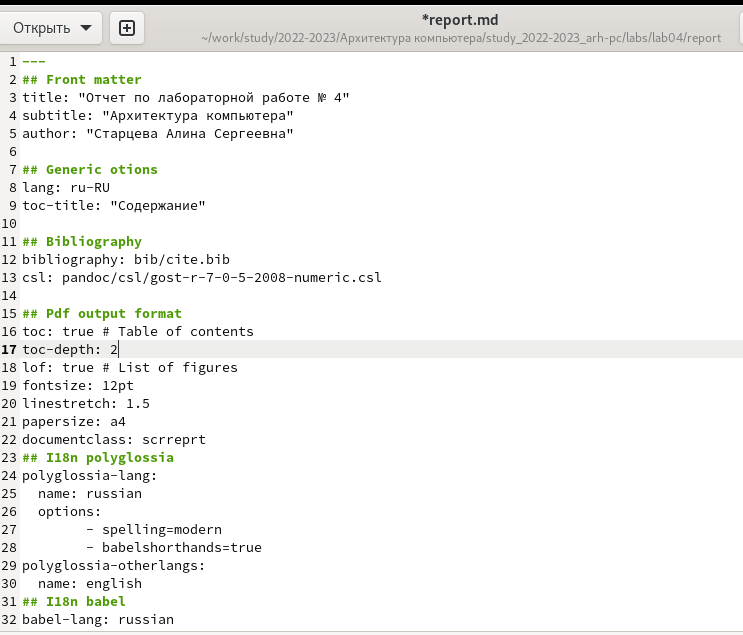 Открыть
*report.md
~/work/study/2022-2023/Архитектура компьютера/study_2022-2023_arh-pc/labs/lab04/report
1 ---
2 ## Front matter
3 title: "Отчет по лабораторной работе № 4"
4 subtitle: "Архитектура компьютера"
5 author: "Старцева Алина Сергеевна"
6
7 ## Generic otions
8 lang: ru-RU
9 toc-title: "Содержание"
10
11 ## Bibliography
12 bibliography: bib/cite.bib
13 csl: pandoc/csl/gost-r-7-0-5-2008-numeric.csl
14
15 ## Pdf output format
16 toc: true # Table of contents
17 toc-depth: 2
18 lof: true # List of figures
19 fontsize: 12pt
20 linestretch: 1.5
21 papersize: a4
22 documentclass: scrreprt
23 ## I18n polyglossia
24 polyglossia-lang:
25   name: russian
26   options:
27         - spelling=modern
28         - babelshorthands=true
29 polyglossia-otherlangs:
30   name: english
31 ## I18n babel
32 babel-lang: russian